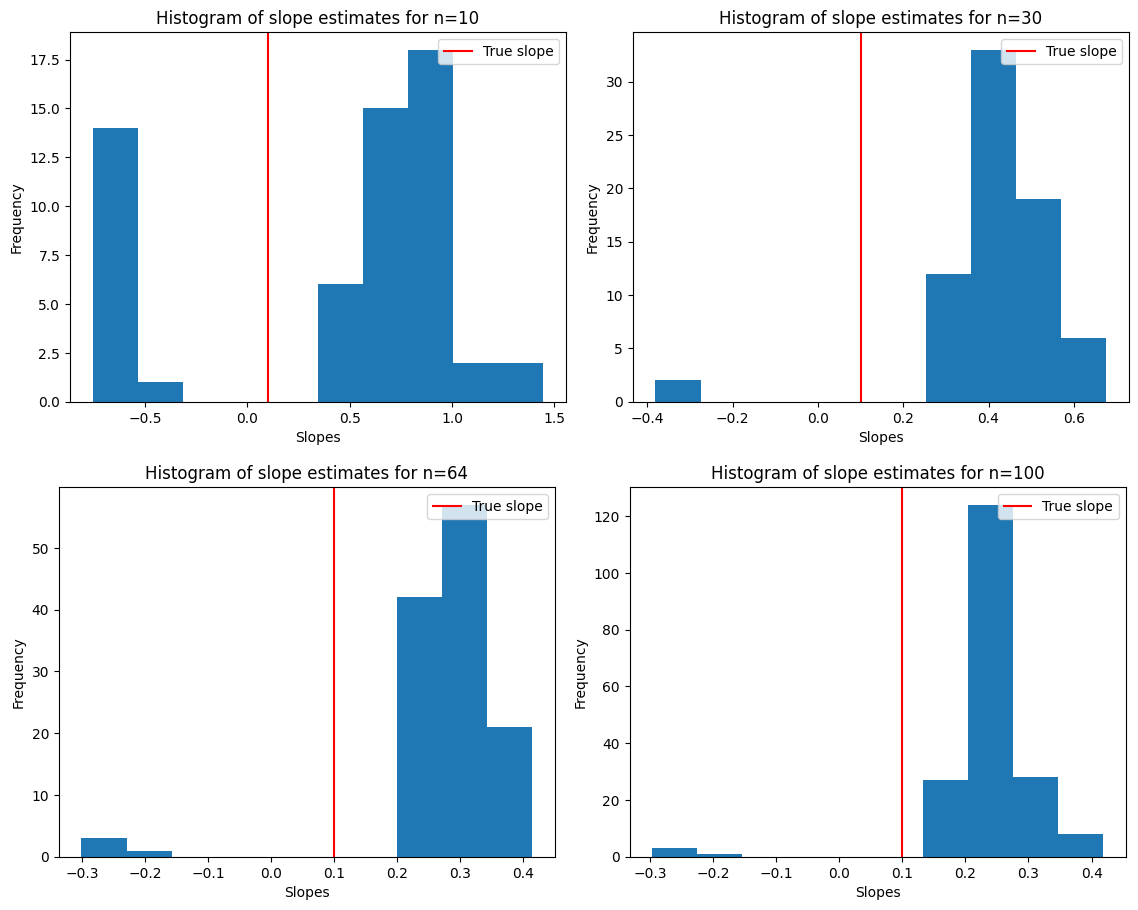 Histogram of slope estimates for n=10
True slope
17.5
15.0
12.5
10.0
7.5
5.0
2.5
0.0
Frequency
−0.5 0.0 0.5 1.0 1.5
Slopes
Histogram of slope estimates for n=30
True slope
30
25
20
15
10
5
0
Frequency
−0.4 −0.2 0.0 0.2 0.4 0.6
Slopes
Histogram of slope estimates for n=64
True slope
50
40
30
20
10
0
Frequency
−0.3 −0.2 −0.1 0.0 0.1 0.2 0.3 0.4
Slopes
Histogram of slope estimates for n=100
True slope
120
100
80
60
40
20
0
Frequency
−0.3 −0.2 −0.1 0.0 0.1 0.2 0.3 0.4
Slopes